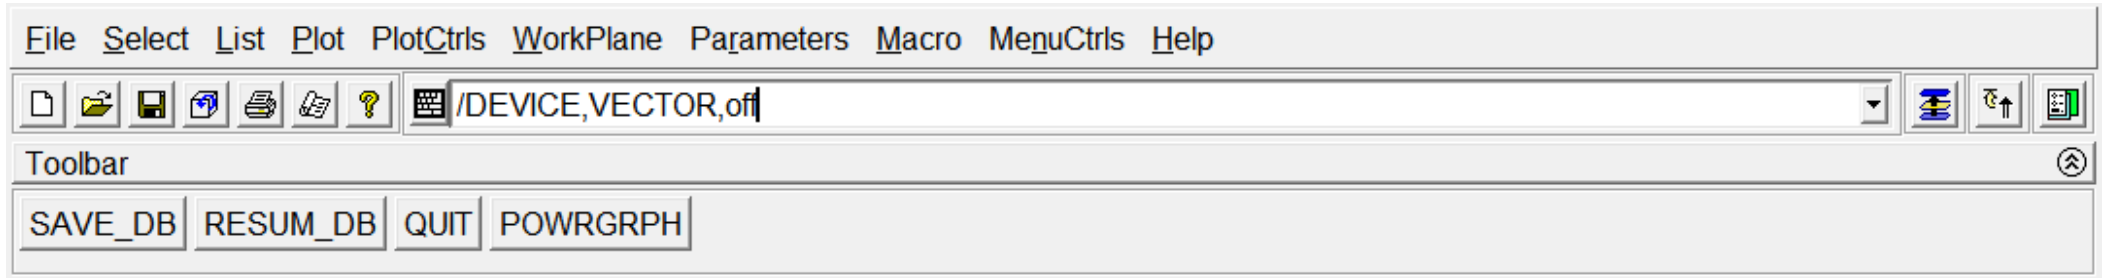 File Select List Plot PlotCtrls WorkPlane Parameters Macro MenuCtrls Help
/DEVICE,VECTOR,off
Toolbar
SAVE_DB RESUM_DB QUIT POWRGRPH